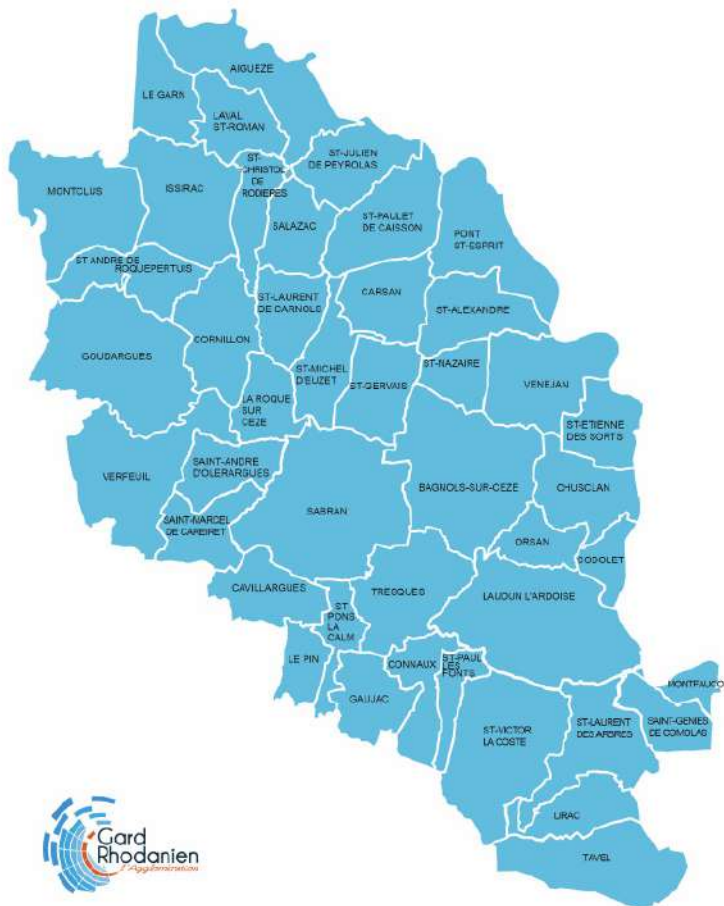 AIGUEZE
LE GARN
LAVAL
ST-ROMAN
ST-JULIEN
DE PEYROLAS
ST-
CHRISTOL
DE
RODIERES
MONTCLUS
ISSIRAC
SALAZAC
ST-PAULET
DE CAISSON
PONT
ST-ESPRIT
ST ANDRE DE
ROQUEPERTUIS
ST-LAURENT
DE CARNOLS
CARSAN
ST-ALEXANDRE
GOUDARGUES
CORNILLON
ST-MICHEL
D'EUZET
ST-GERVAIS
ST-NAZAIRE
VENEJAN
LA ROQUE
SUR
CEZE
ST-ETIENNE
DES SORTS
VERFEUIL
SAINT-ANDRE
D'OLERARGUES
BAGNOLS-SUR-CEZE
CHUSCLAN
SABRAN
SAINT-MARCEL
DE CAREIRET
ORSAN
CODOLET
CAVILLARGUES
ST
PONS
LA
CALM
TRESQUES
LAUDUN L'ARDOISE
LE PIN
CONNAUX
ST-PAUL
LES
FONTS
GAUJAC
MONTFAUCO
ST-VICTOR
LA COSTE
ST-LAURENT
DES ARBRES
SAINT-GENIES
DE COMOLAS
LIRAC
TAVEL
Gard
Rhodanien
l'Agglomération